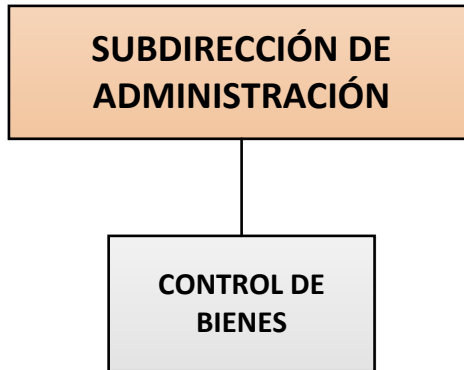 SUBDIRECCIÓN DE
ADMINISTRACIÓN
CONTROL DE
BIENES